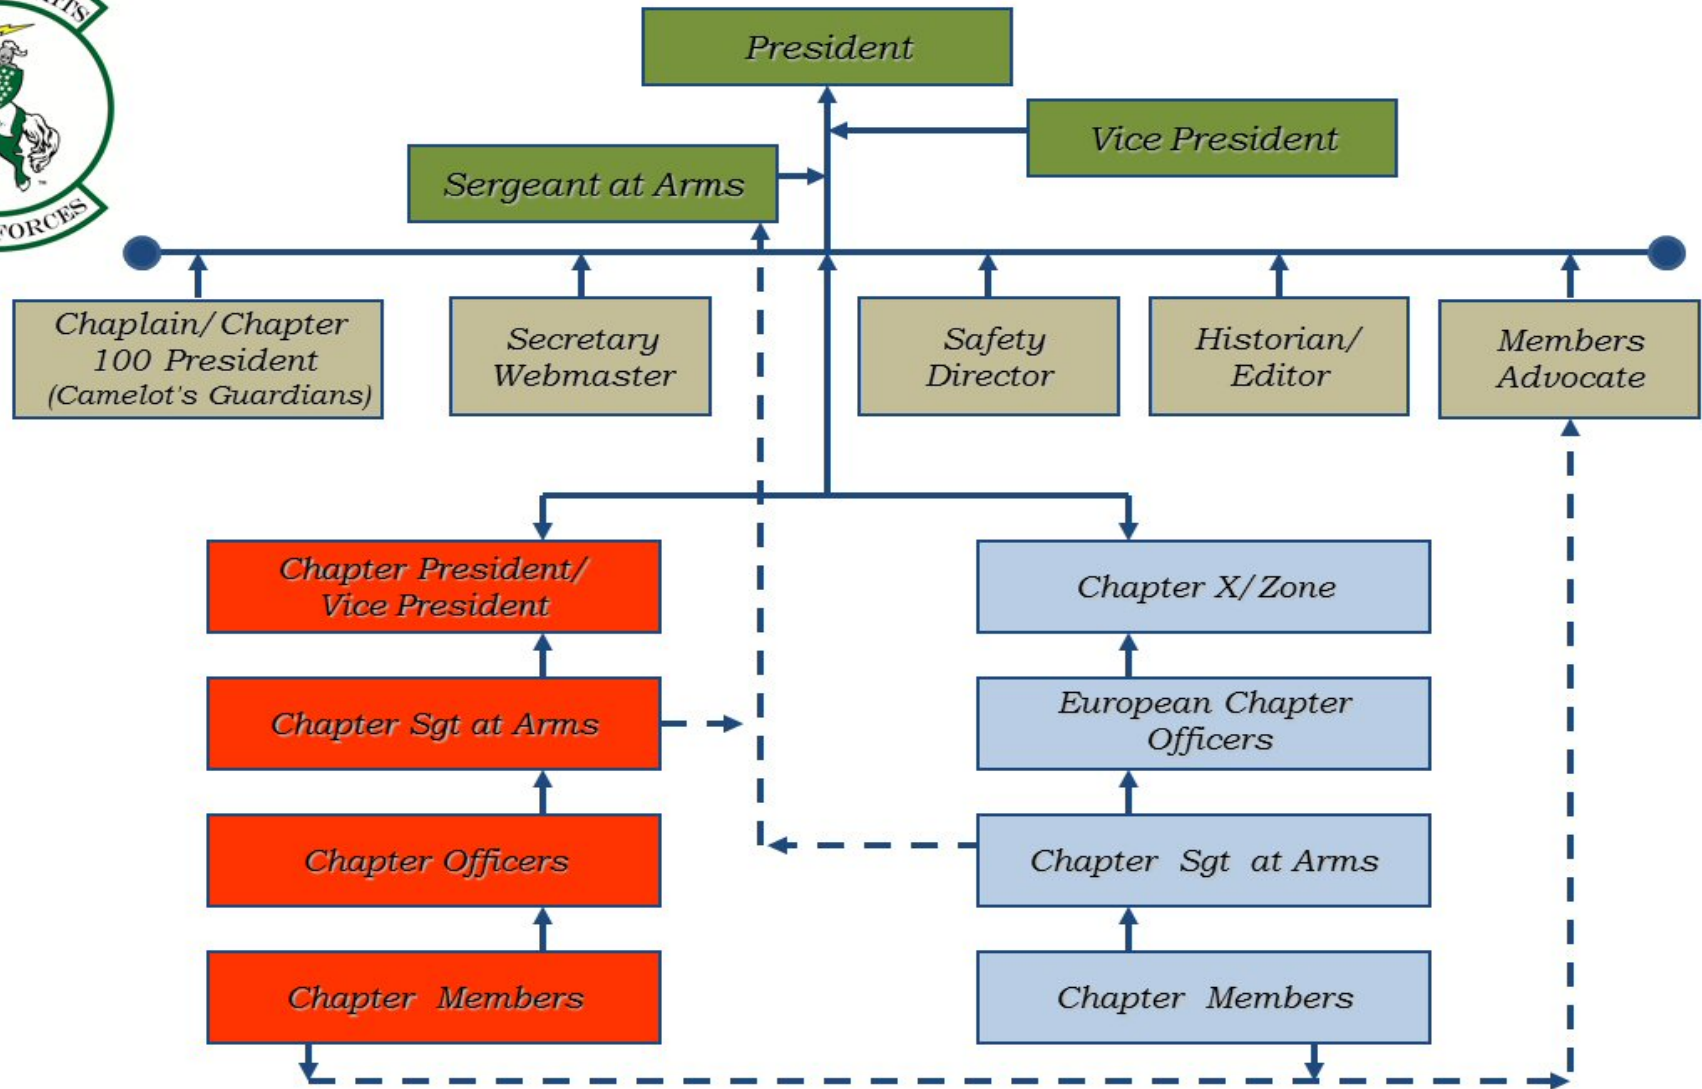 FORCES
President
Vice President
Sergeant at Arms
Chaplain/ Chapter
100 President
(Camelot's Guardians)
Secretary
Webmaster
Safety
Director
Historian/
Editor
Members
Advocate
Chapter President/
Vice President
Chapter X/Zone
Chapter Sgt at Arms
European Chapter
Officers
Chapter Officers
Chapter Sgt at Arms
Chapter Members
Chapter Members